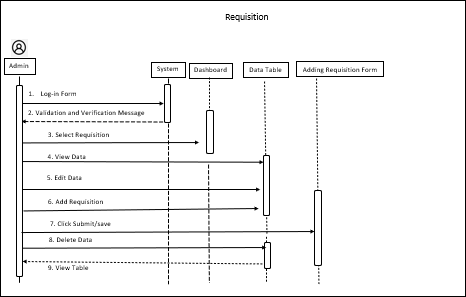 Requisition
Admin
System
Dashboard
Data Table
Adding Requisition Form
1. Log-in Form
2. Validation and Verification Message
3. Select Requisition
4. View Data
5. Edit Data
6. Add Requisition
7. Click Submit/save
8. Delete Data
9. View Table